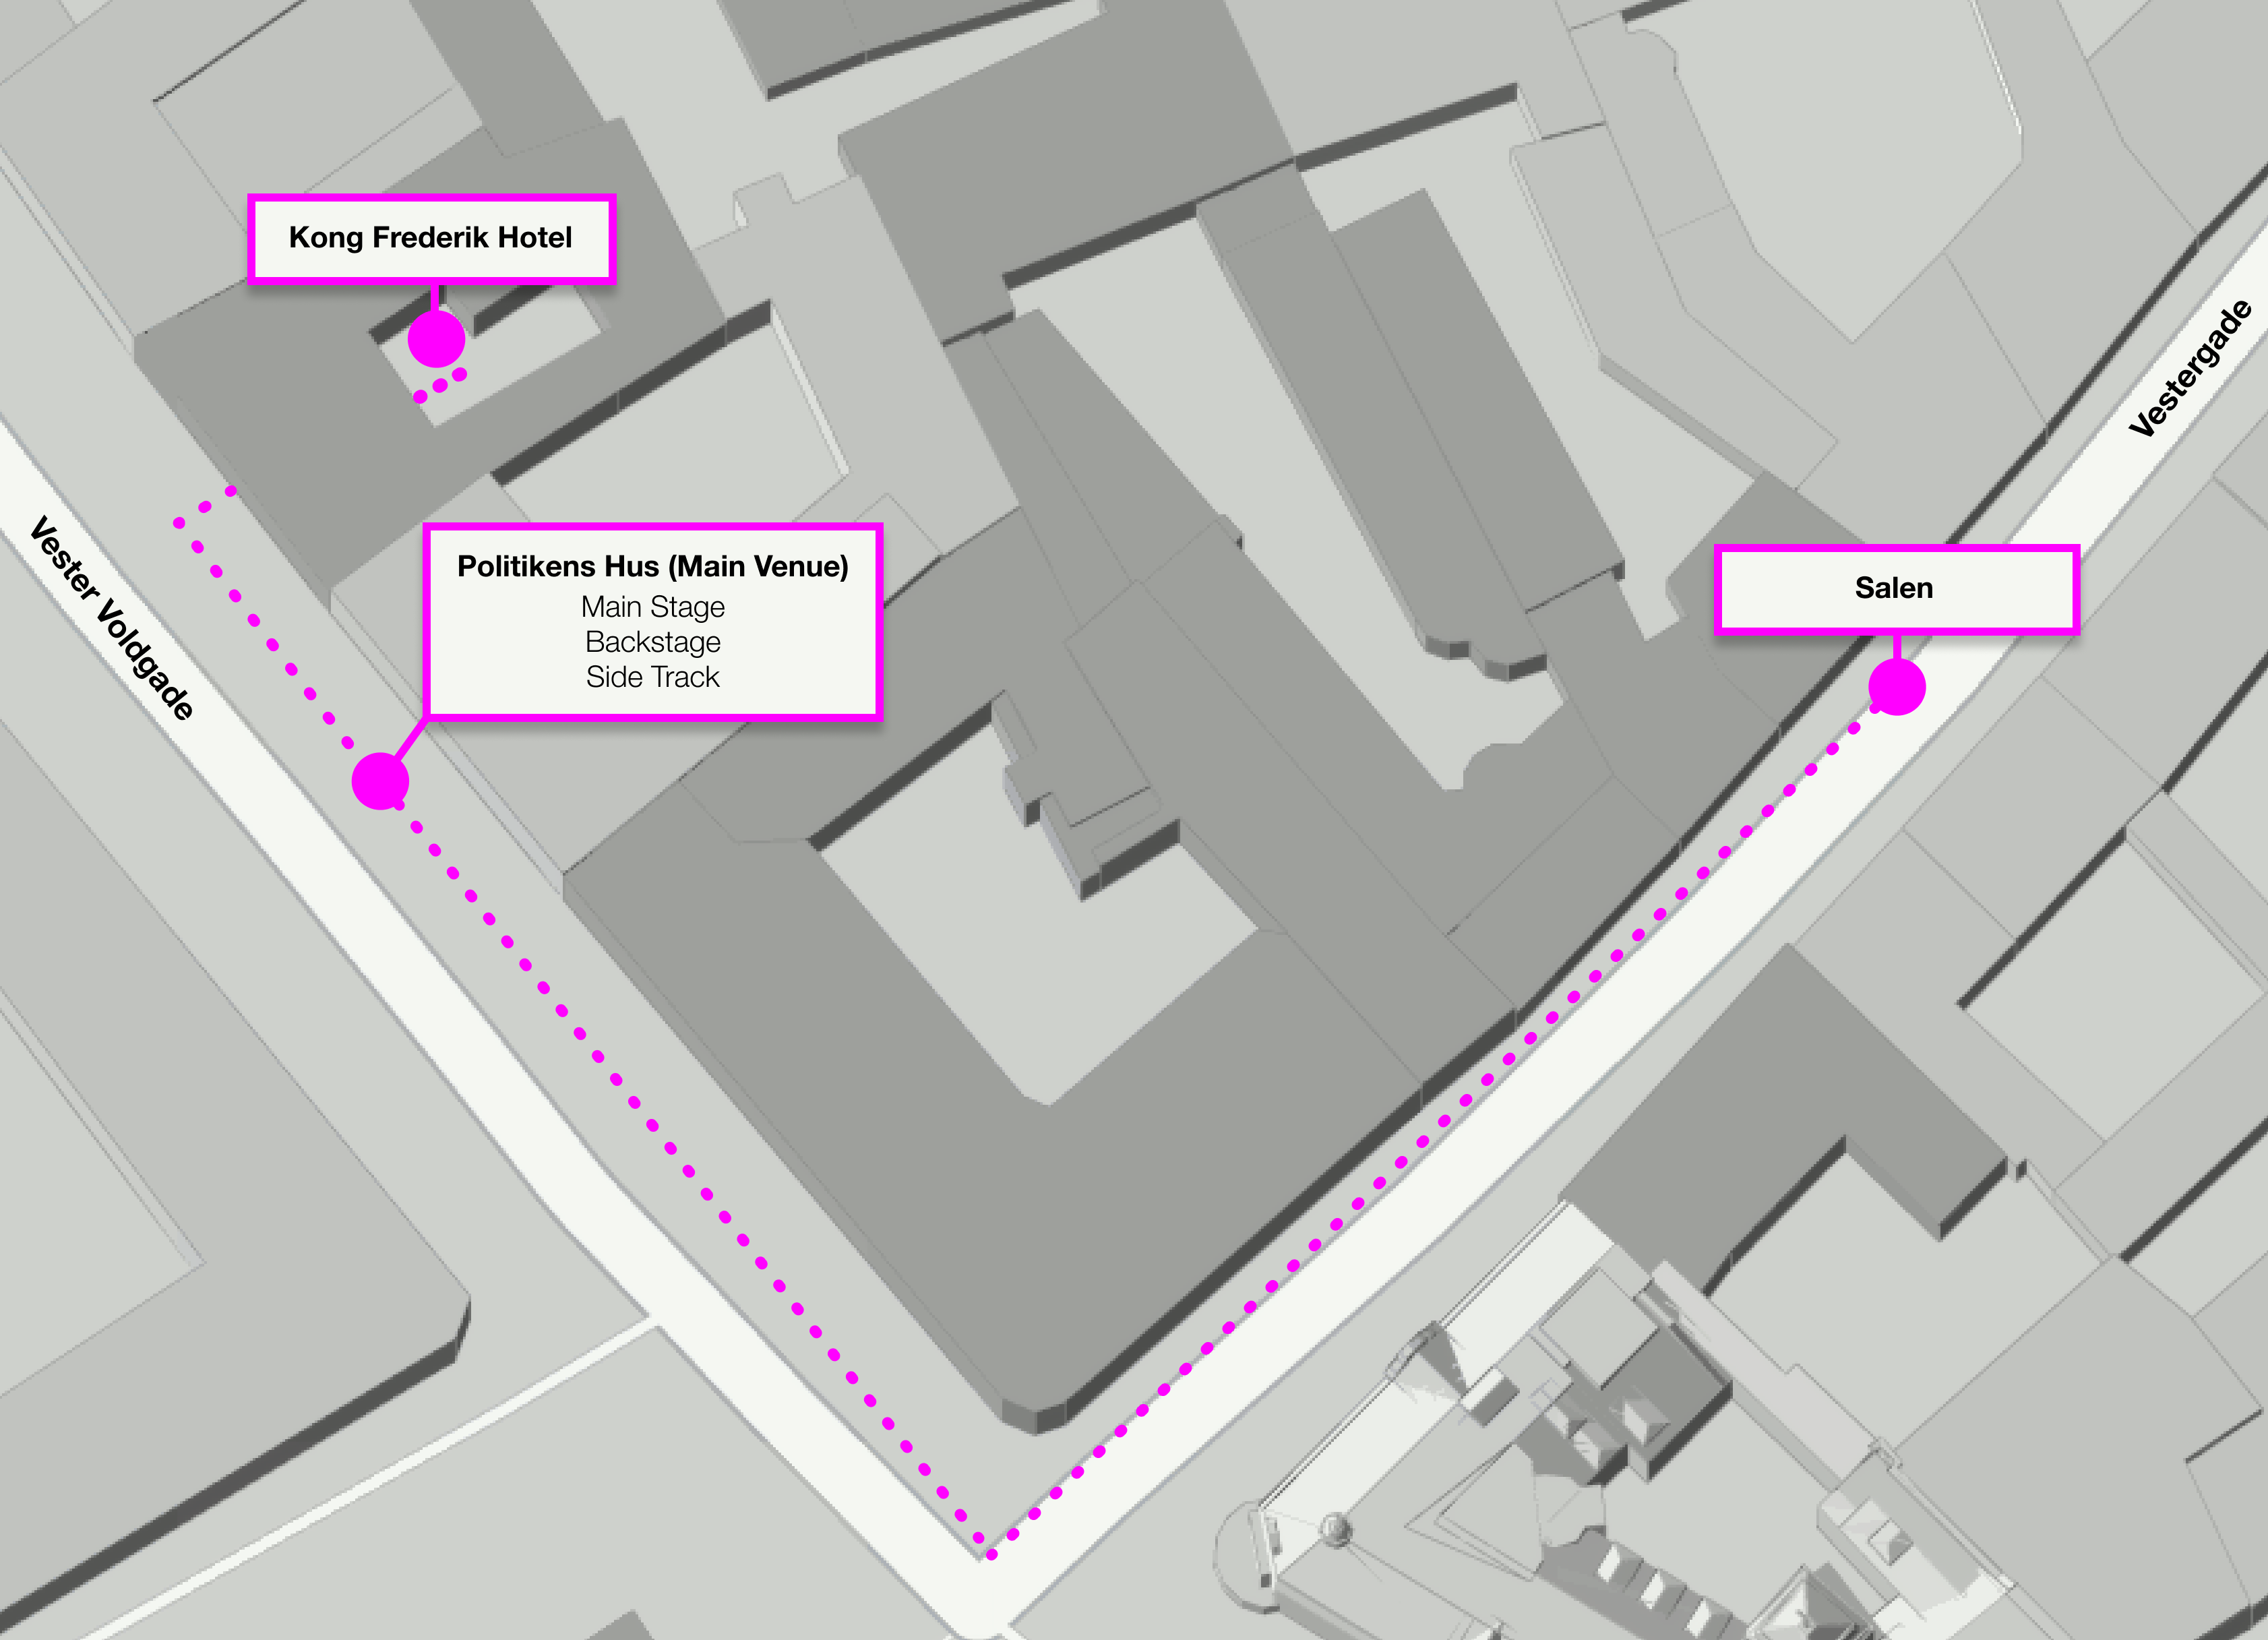 Kong Frederik Hotel
Vestergade
Vester Voldgade
Politikens Hus (Main Venue)
Main Stage
Backstage
Side Track
Salen